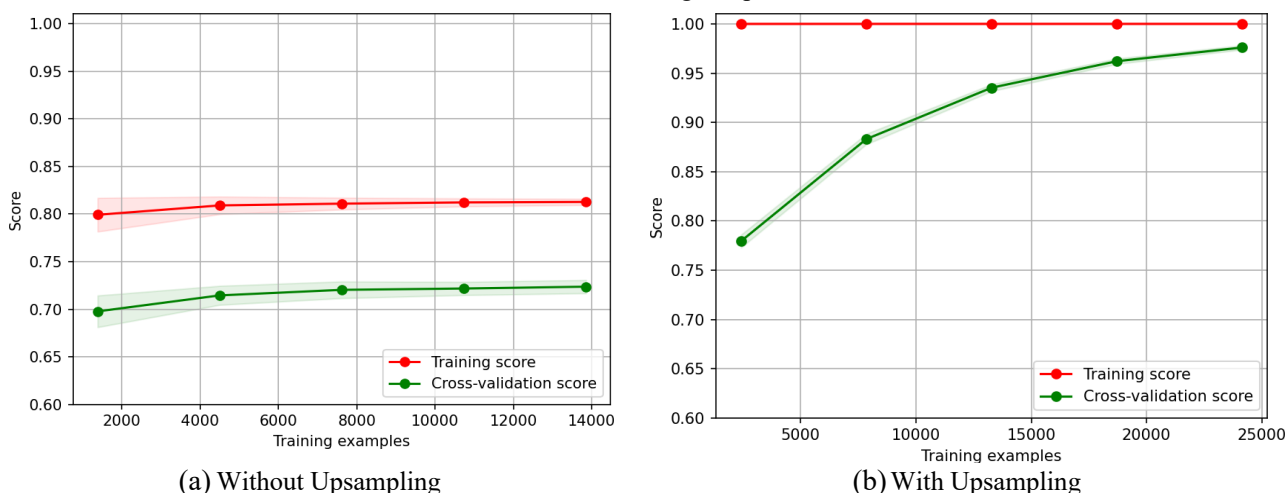 1.00
0.95
0.90
0.85
0.80
0.75
0.70
0.65
0.60
Score
2000 4000 6000 8000 10000 12000 14000
Training examples
Training score
Cross-validation score
(a) Without Upsampling
1.00
0.95
0.90
0.85
0.80
0.75
0.70
0.65
0.60
Score
5000 10000 15000 20000 25000
Training examples
Training score
Cross-validation score
(b) With Upsampling